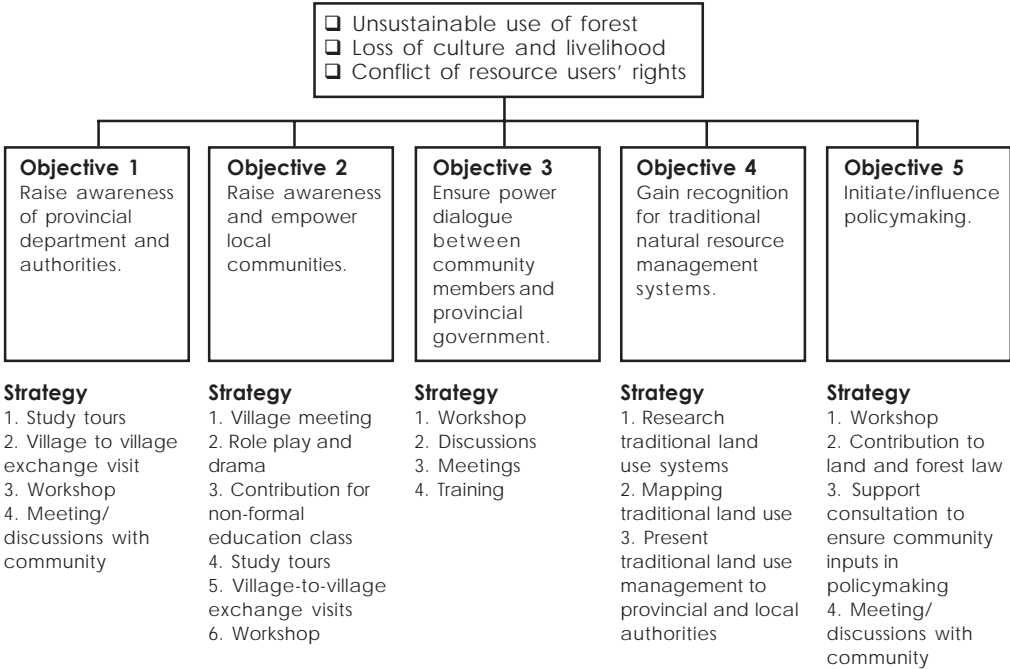 ❑ Unsustainable use of forest
❑ Loss of culture and livelihood
❑ Conflict of resource users' rights
Objective 1
Raise awareness
of provincial
department and
authorities.
Objective 2
Raise awareness
and empower
local
communities.
Objective 3
Ensure power
dialogue
between
community
members and
provincial
government.
Objective 4
Gain recognition
for traditional
natural resource
management
systems.
Objective 5
Initiate/influence
policymaking.
Strategy
1. Study tours
2. Village to village
exchange visit
3. Workshop
4. Meeting/
discussions with
community
Strategy
1. Village meeting
2. Role play and
drama
3. Contribution for
non-formal
education class
4. Study tours
5. Village-to-village
exchange visits
6. Workshop
Strategy
1. Workshop
2. Discussions
3. Meetings
4. Training
Strategy
1. Research
traditional land
use systems
2. Mapping
traditional land use
3. Present
traditional land use
management to
provincial and local
authorities
Strategy
1. Workshop
2. Contribution to
land and forest law
3. Support
consultation to
ensure community
inputs in
policymaking
4. Meeting/
discussions with
community